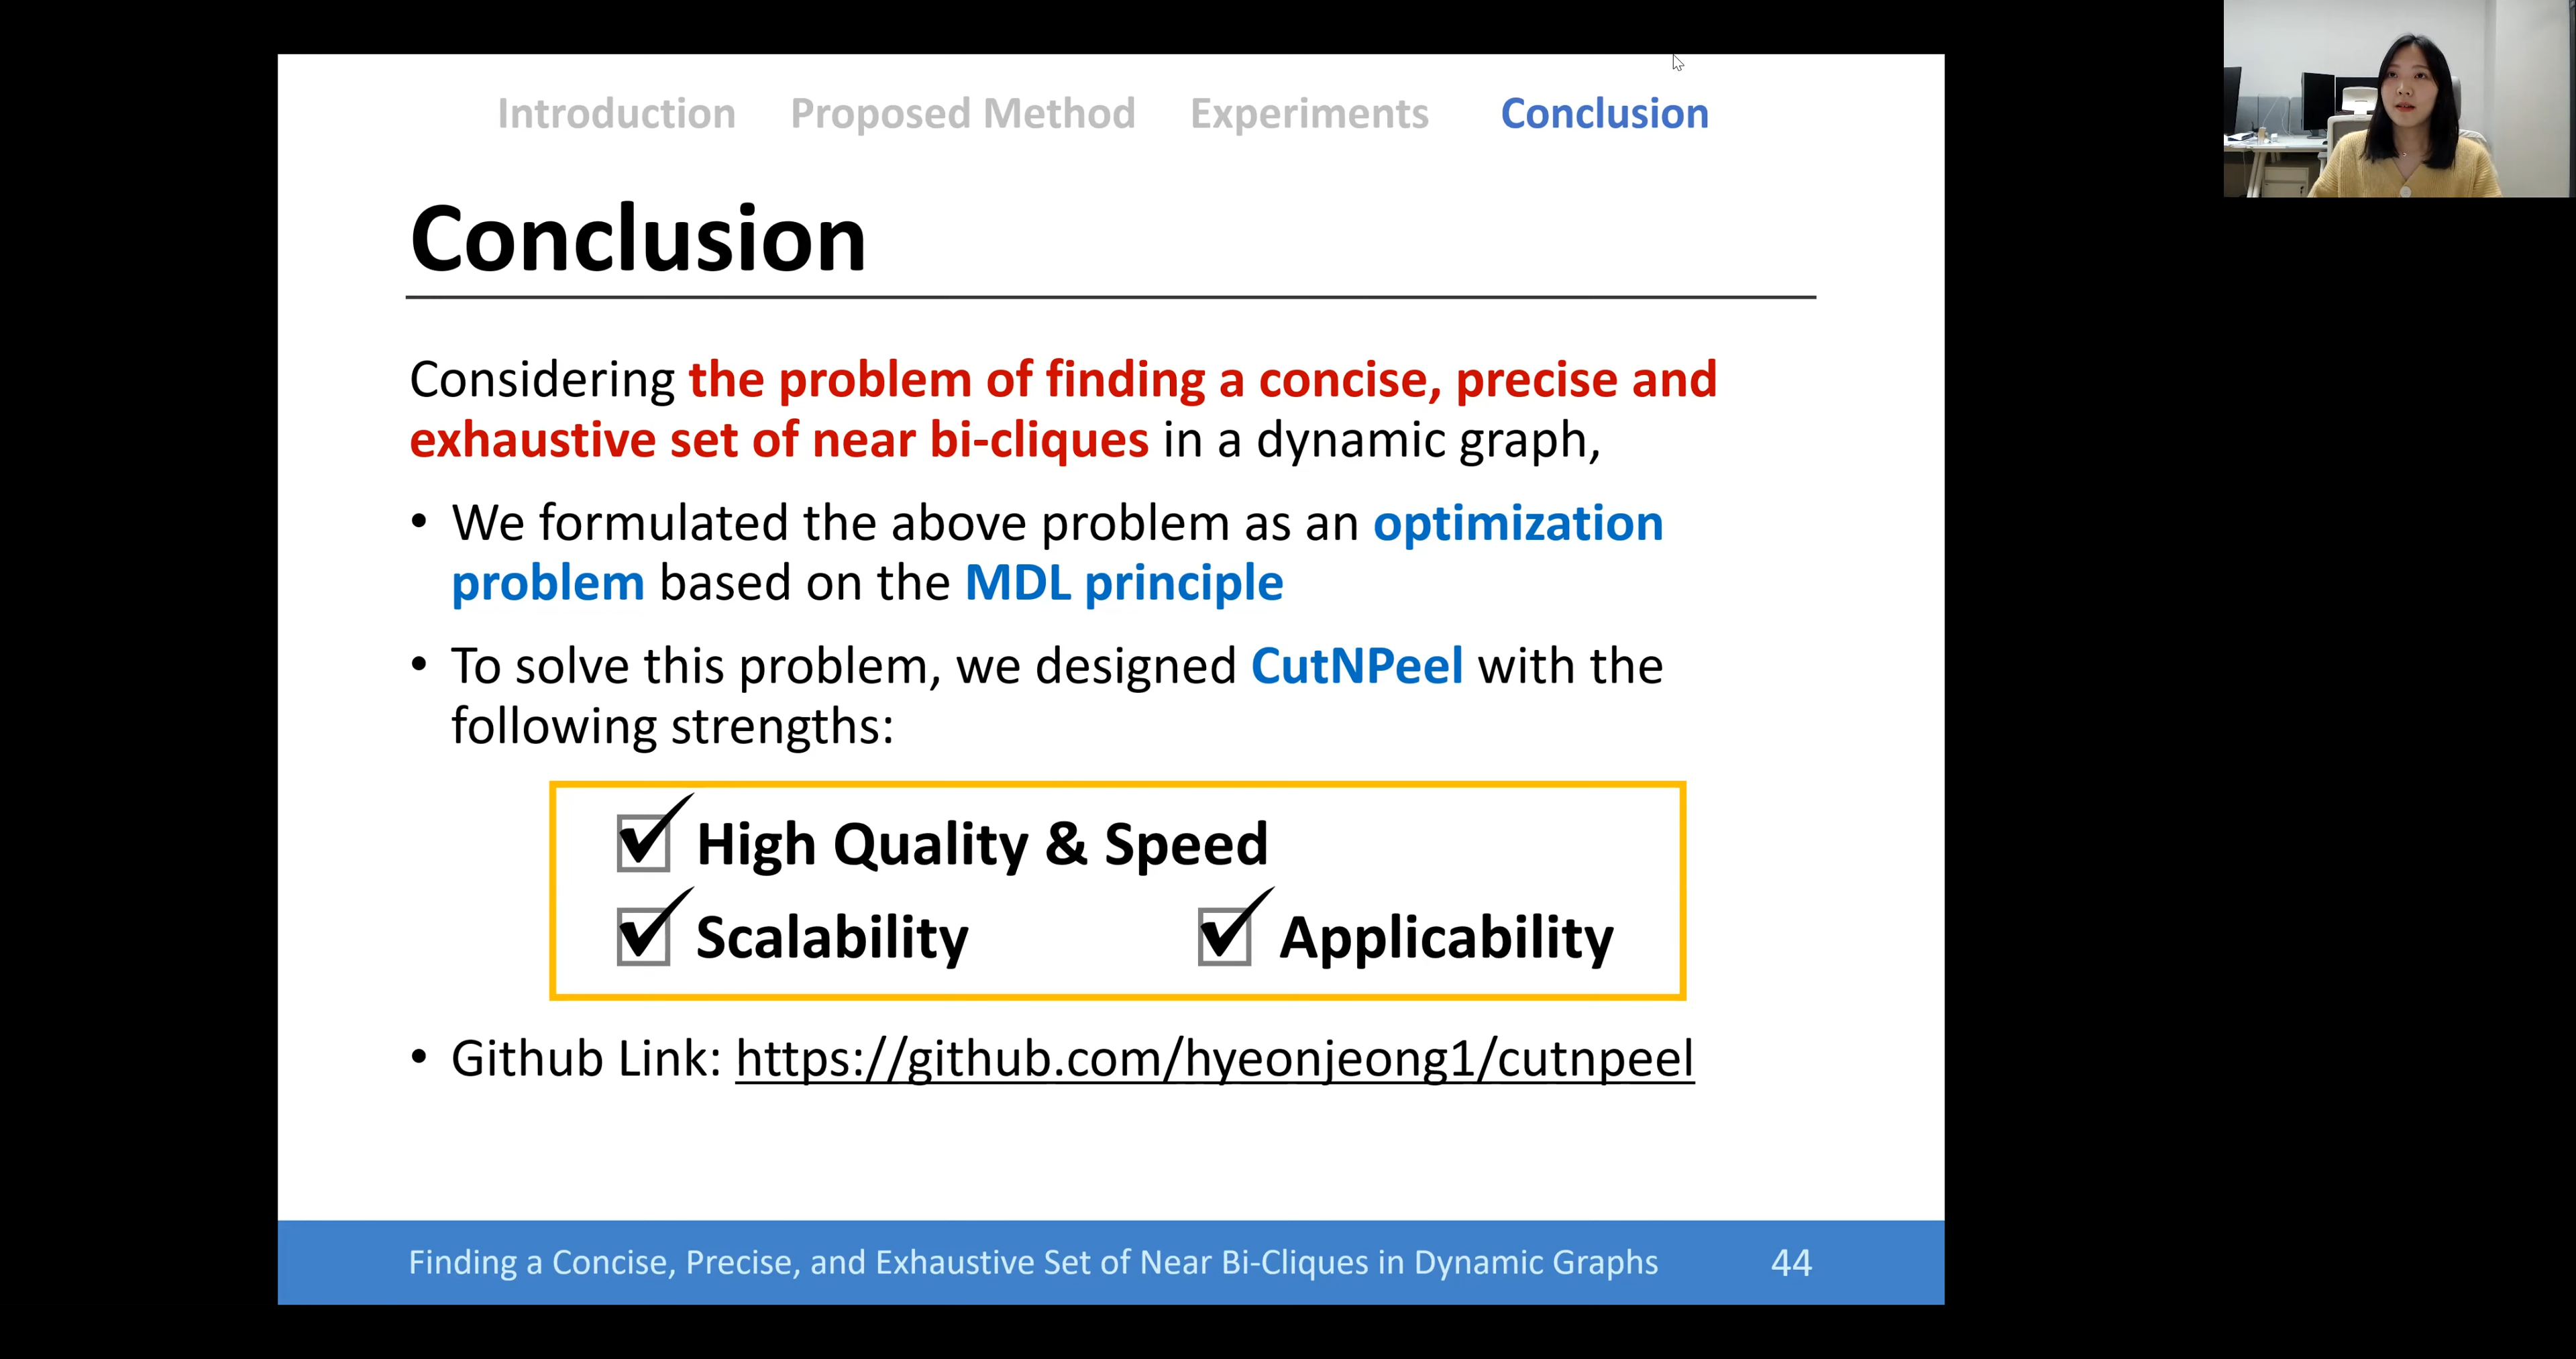 Introduction Proposed Method Experiments Conclusion
Conclusion
Considering the problem of finding a concise, precise and
exhaustive set of near bi-cliques in a dynamic graph,
• We formulated the above problem as an optimization
problem based on the MDL principle
• To solve this problem, we designed CutNPeel with the
following strengths:
High Quality & Speed
Scalability Applicability
• Github Link: https://github.com/hyeonjeong1/cutnpeel
Finding a Concise, Precise, and Exhaustive Set of Near Bi-Cliques in Dynamic Graphs 44